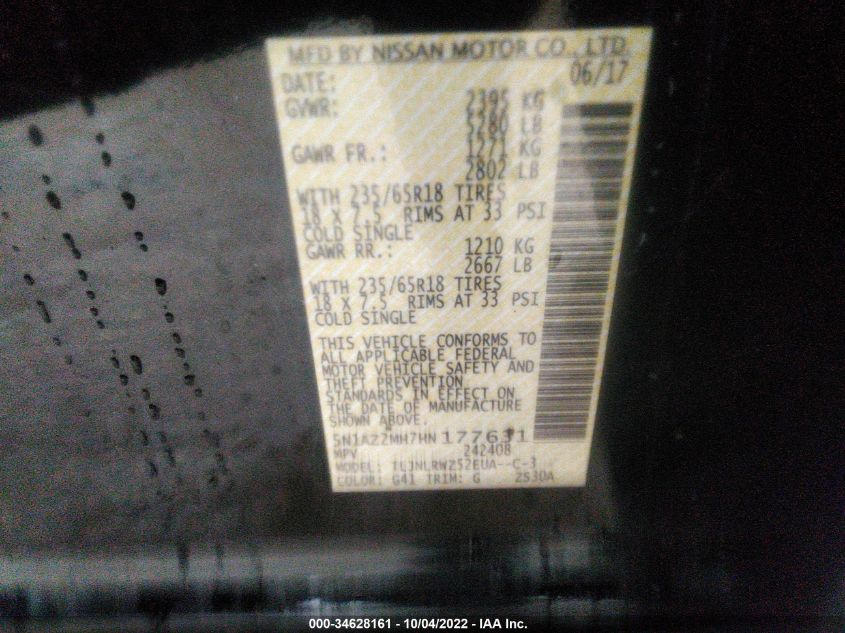 MFD BY NISSAN MOTOR CO., LTD.
DATE: 06/17
GVWR: 2395 KG
5280 LB
GAWR FR.: 1271 KG
2802 LB
WITH 235/65R18 TIRES
18 X 7.5 RIMS AT 33 PSI
COLD SINGLE
GAWR RR.: 1210 KG
2667 LB
WITH 235/65R18 TIRES
18 X 7.5 RIMS AT 33 PSI
COLD SINGLE
THIS VEHICLE CONFORMS TO
ALL APPLICABLE FEDERAL
MOTOR VEHICLE SAFETY AND
THEFT PREVENTION
STANDARDS IN EFFECT ON
THE DATE OF MANUFACTURE
SHOWN ABOVE.
5N1AZ2MH7HN 177631
MPV 242408
MODEL: TLJNLRWZ52EUA--C-3
COLOR: G41 TRIM: G 2530A
000-34628161 - 10/04/2022 - IAA Inc.